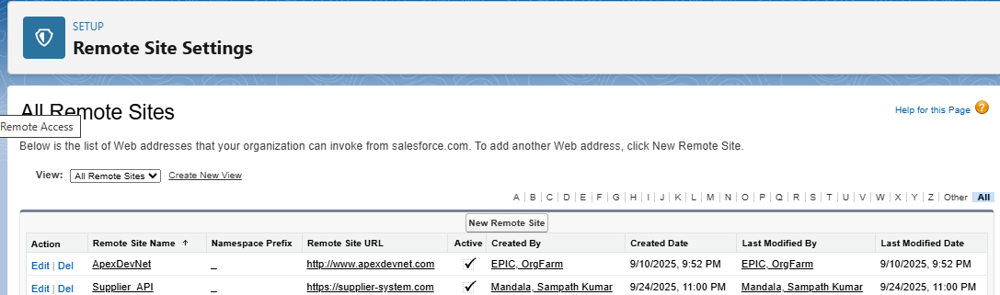 SETUP
Remote Site Settings
All Remote Sites
Help for this Page ?
Remote Access
Below is the list of Web addresses that your organization can invoke from salesforce.com. To add another Web address, click New Remote Site.
View: All Remote Sites Create New View
A | B | C | D | E | F | G | H | I | J | K | L | M | N | O | P | Q | R | S | T | U | V | W | X | Y | Z | Other All
New Remote Site
Action Remote Site Name ↑ Namespace Prefix Remote Site URL Active Created By Created Date Last Modified By Last Modified Date
Edit | Del ApexDevNet _ http://www.apexdevnet.com ✓ EPIC, OrgFarm 9/10/2025, 9:52 PM EPIC, OrgFarm 9/10/2025, 9:52 PM
Edit | Del Supplier_API _ https://supplier-system.com ✓ Mandala, Sampath Kumar 9/24/2025, 11:00 PM Mandala, Sampath Kumar 9/24/2025, 11:00 PM